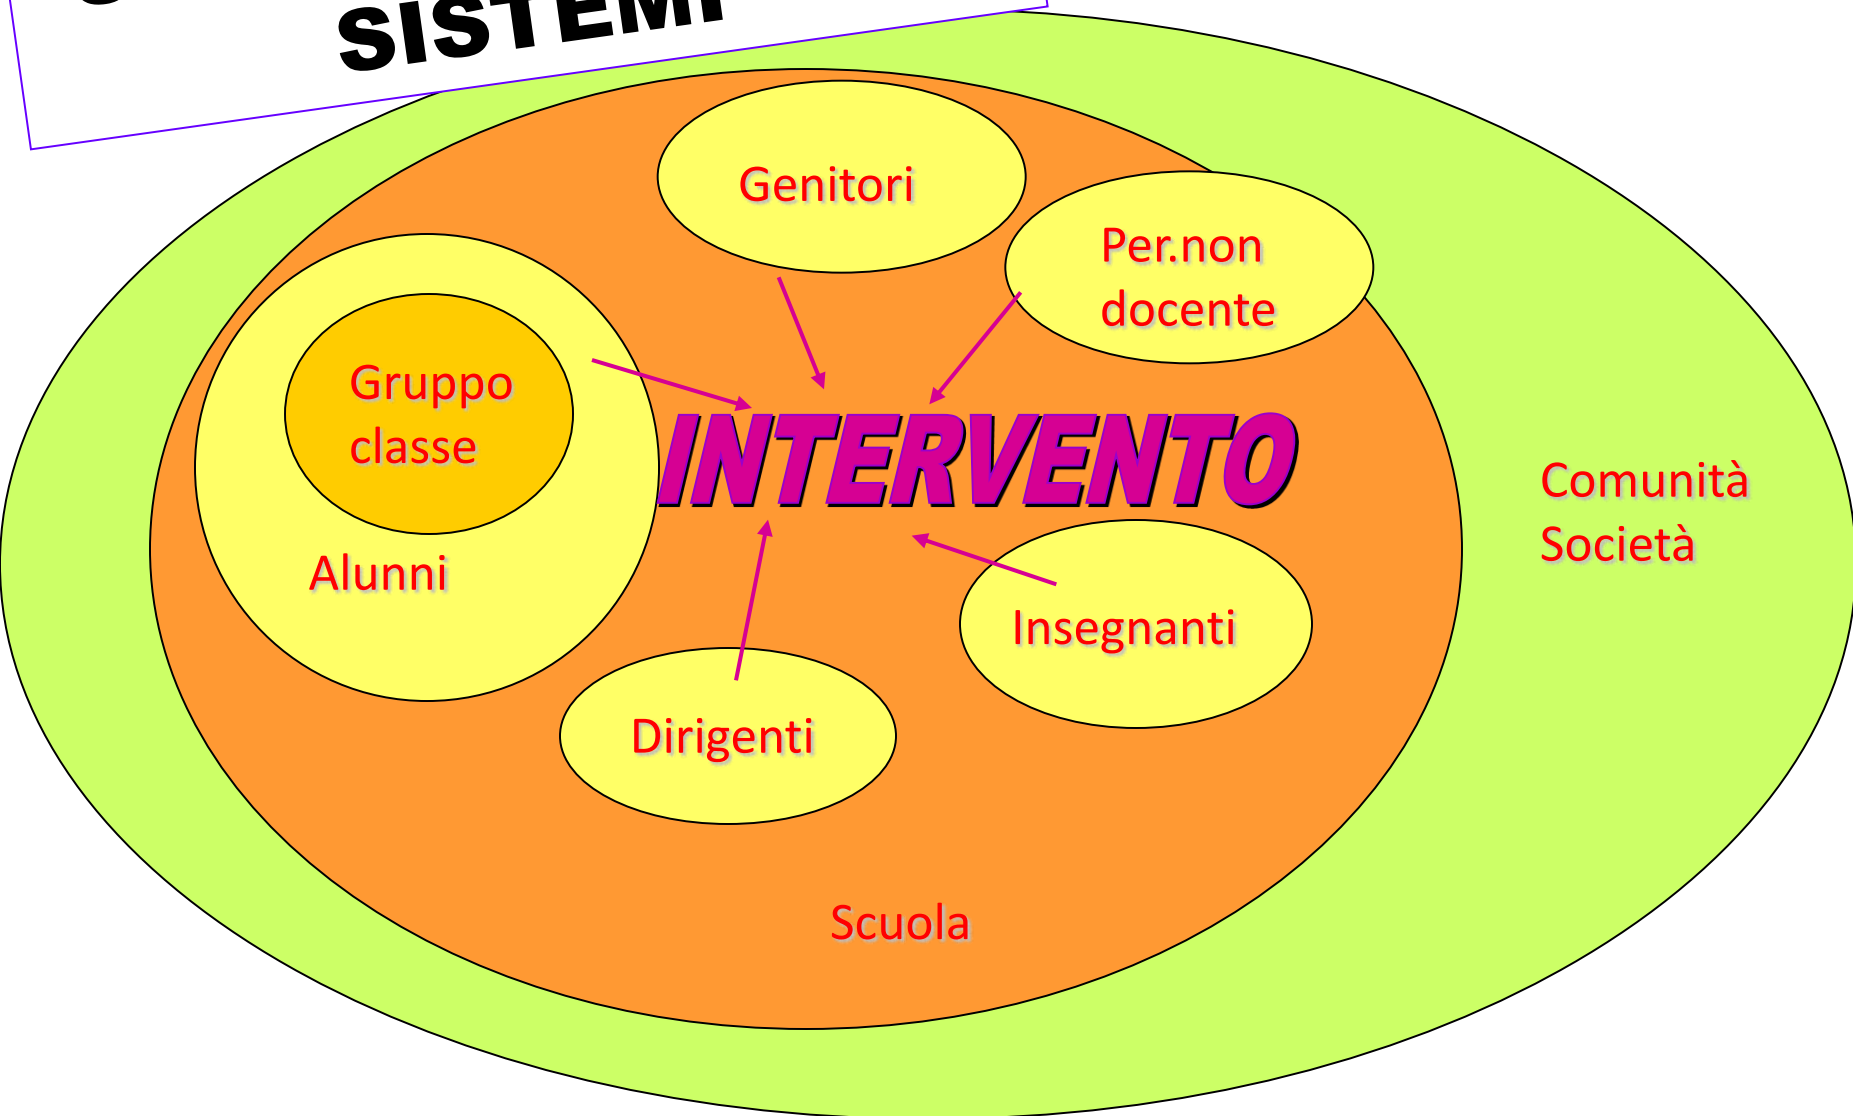 SISTEMI
Genitori
Per.non
docente
Gruppo
classe
INTERVENTO
Comunità
Società
Alunni
Insegnanti
Dirigenti
Scuola